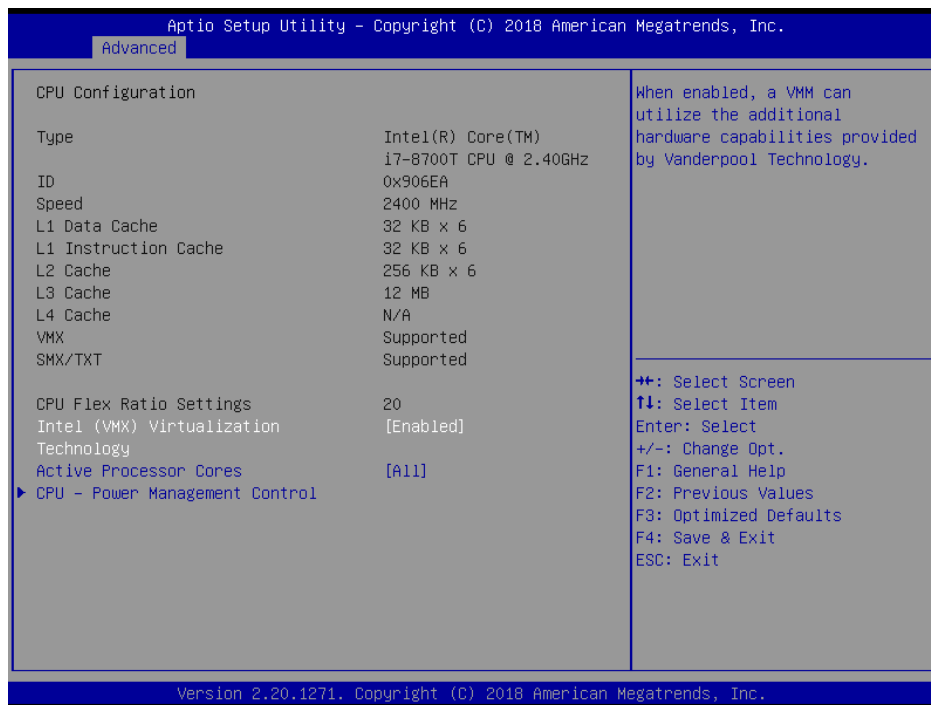 Aptio Setup Utility – Copyright (C) 2018 American Megatrends, Inc.
Advanced
CPU Configuration
Type Intel(R) Core(TM)
i7-8700T CPU @ 2.40GHz
ID 0x906EA
Speed 2400 MHz
L1 Data Cache 32 KB x 6
L1 Instruction Cache 32 KB x 6
L2 Cache 256 KB x 6
L3 Cache 12 MB
L4 Cache N/A
VMX Supported
SMX/TXT Supported
CPU Flex Ratio Settings 20
Intel (VMX) Virtualization [Enabled]
Technology
Active Processor Cores [All]
CPU – Power Management Control
When enabled, a VMM can
utilize the additional
hardware capabilities provided
by Vanderpool Technology.
→←: Select Screen
↑↓: Select Item
Enter: Select
+/-: Change Opt.
F1: General Help
F2: Previous Values
F3: Optimized Defaults
F4: Save & Exit
ESC: Exit
Version 2.20.1271. Copyright (C) 2018 American Megatrends, Inc.